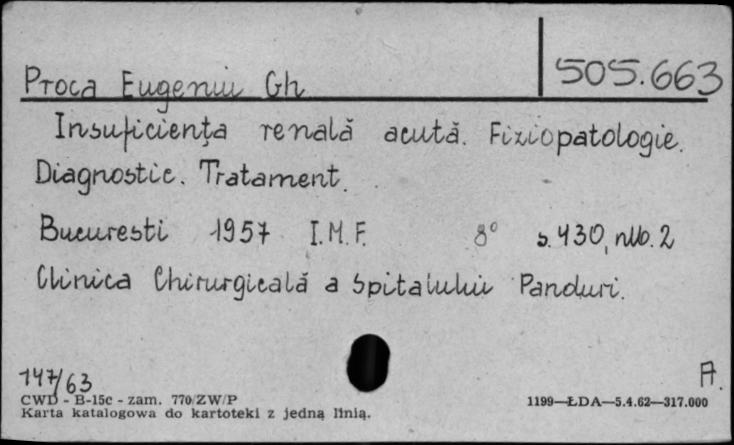 Proca Eugeniu Gh
505.663
Insuficienţa renală acută. Fiziopatologie.
Diagnostic. Tratament.
Bucuresti 1957 I.M.F. 8° s. 430, nlb. 2
Clinica Chirurgicală a Spitalului Panduri.
147/63
A.
CWD - B-15c - zam. 770/ZW/P
1199—ŁDA—5.4.62—317.000
Karta katalogowa do kartoteki z jedną linią.